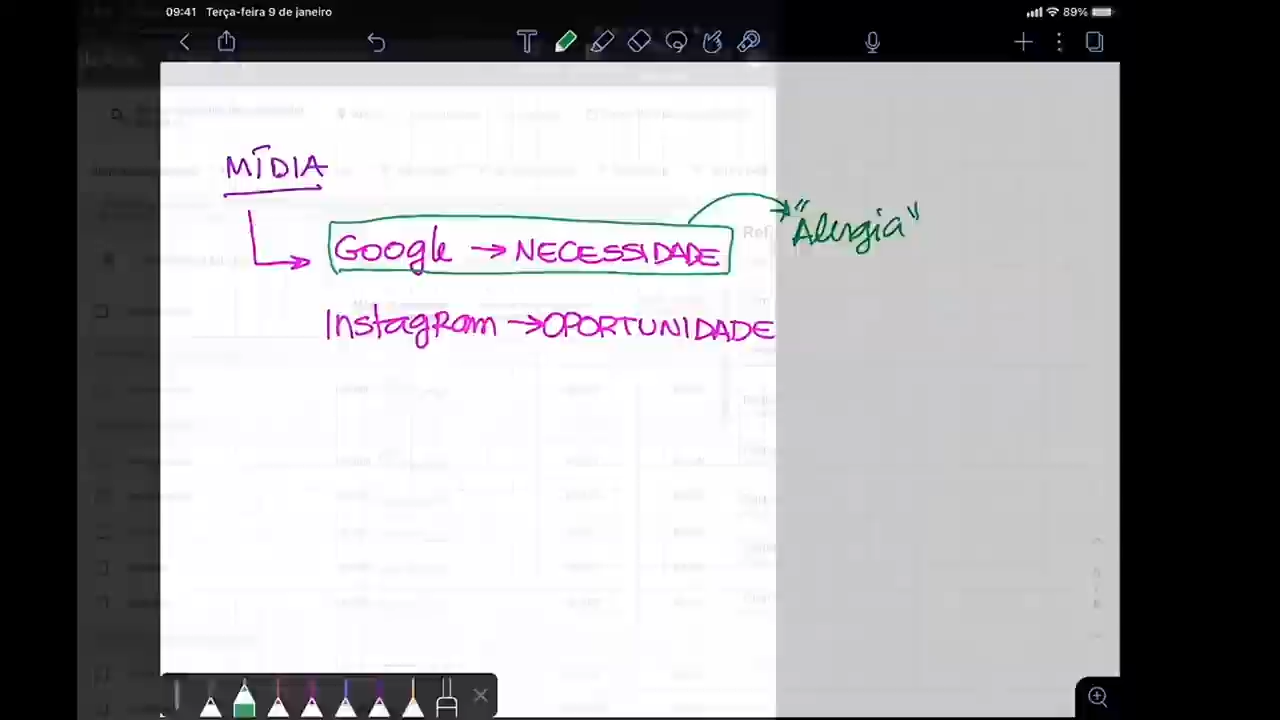 09:41 Terça-feira 9 de janeiro
89%
MÍDIA
Google → NECESSIDADE
"Alergia"
Instagram → OPORTUNIDADE